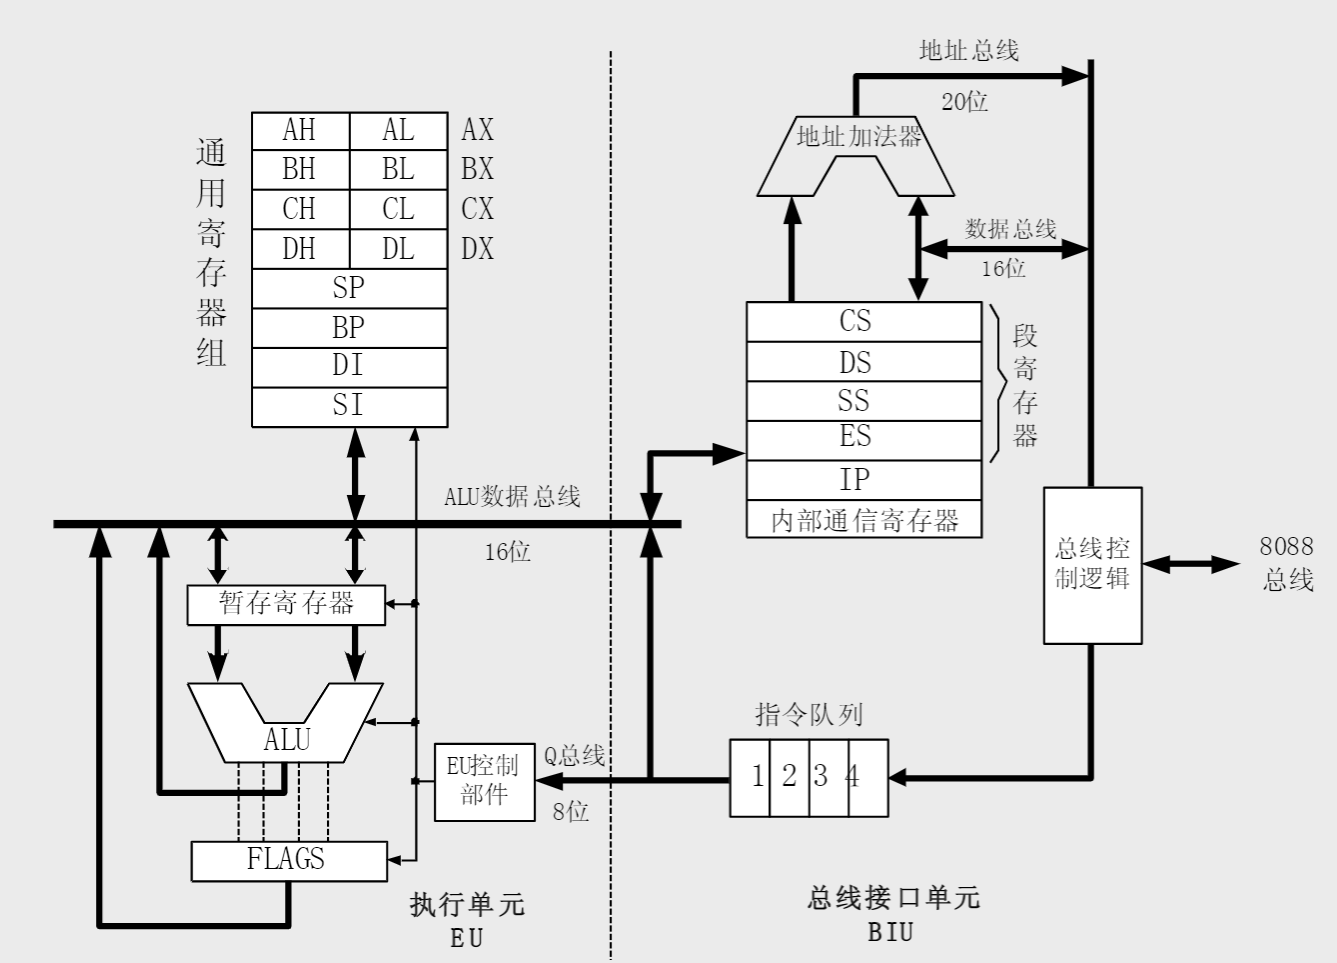 地址总线
20位
地址加法器
通用寄存器组
AH AL AX
BH BL BX
CH CL CX
DH DL DX
SP
BP
DI
SI
数据总线
16位
CS
DS
SS
ES
IP
内部通信寄存器
段寄存器
ALU数据总线
16位
暂存寄存器
ALU
FLAGS
EU控制
部件
Q总线
8位
指令队列
1 2 3 4
总线控
制逻辑
8088
总线
执行单元
EU
总线接口单元
BIU